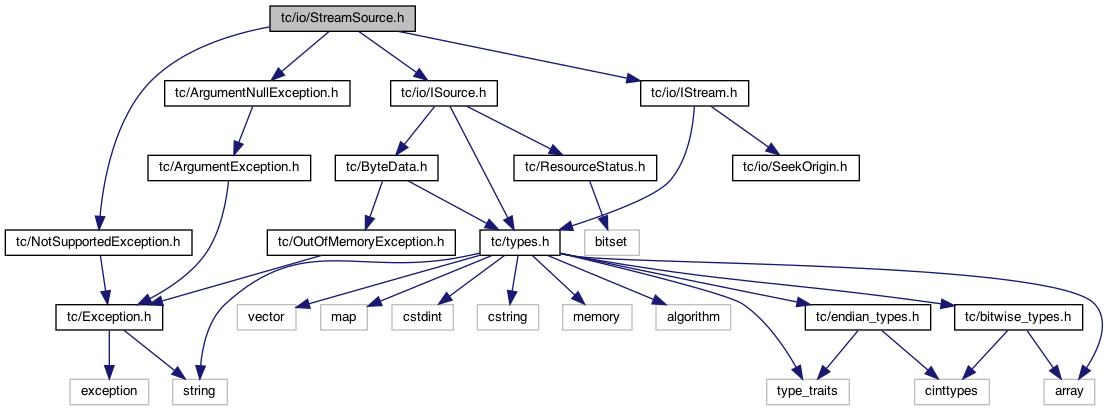 tc/io/StreamSource.h
tc/ArgumentNullException.h
tc/io/ISource.h
tc/io/IStream.h
tc/ArgumentException.h
tc/ByteData.h
tc/ResourceStatus.h
tc/io/SeekOrigin.h
tc/NotSupportedException.h
tc/OutOfMemoryException.h
tc/types.h
bitset
tc/Exception.h
vector
map
cstdint
cstring
memory
algorithm
tc/endian_types.h
tc/bitwise_types.h
exception
string
type_traits
cinttypes
array